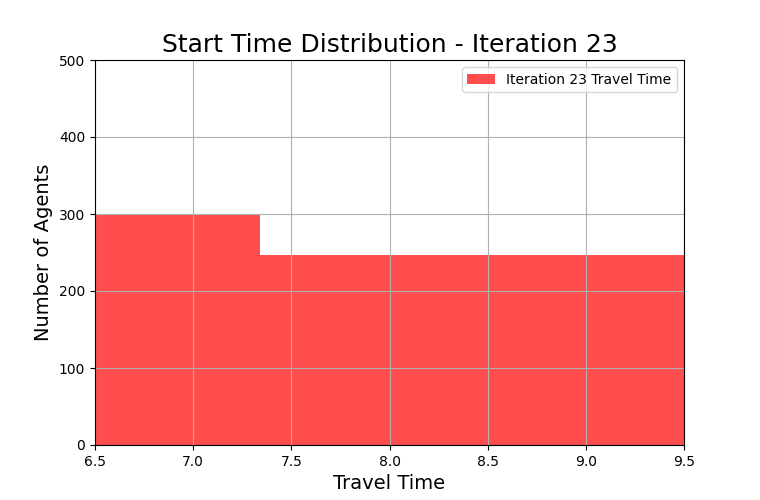 Start Time Distribution - Iteration 23
500
Iteration 23 Travel Time
400
300
200
100
0
Number of Agents
6.5 7.0 7.5 8.0 8.5 9.0 9.5
Travel Time